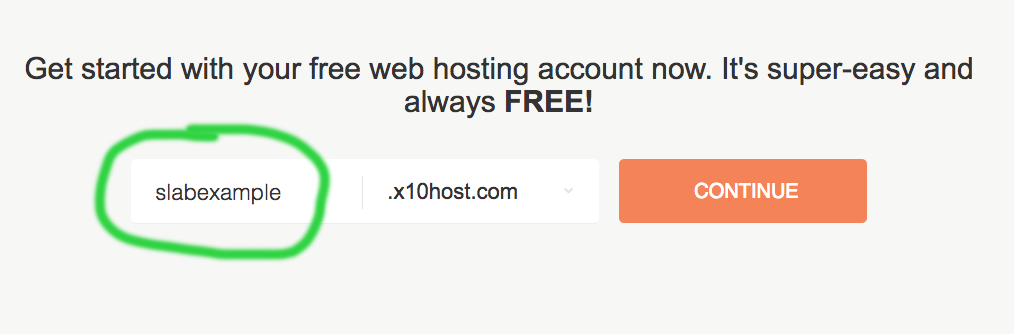 Get started with your free web hosting account now. It's super-easy and
always FREE!
slabexample .x10host.com CONTINUE